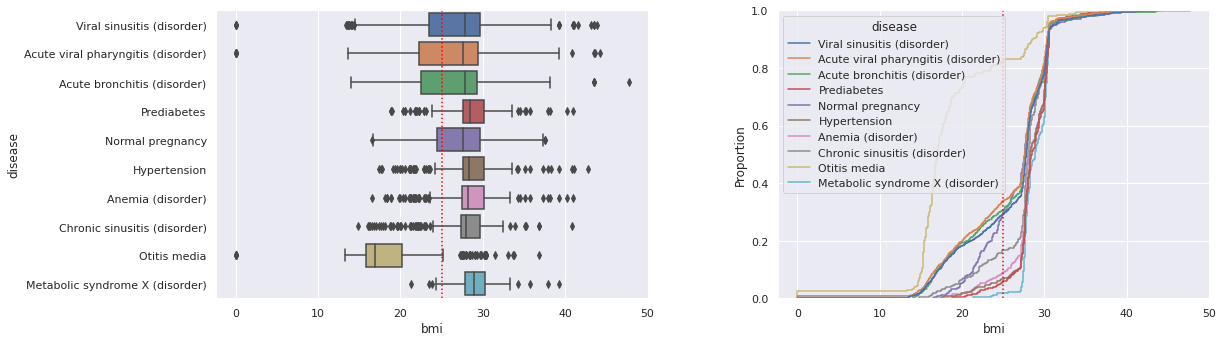 Viral sinusitis (disorder)
Acute viral pharyngitis (disorder)
Acute bronchitis (disorder)
Prediabetes
Normal pregnancy
Hypertension
Anemia (disorder)
Chronic sinusitis (disorder)
Otitis media
Metabolic syndrome X (disorder)
disease
0 10 20 30 40 50
bmi
1.0
0.8
0.6
0.4
0.2
0.0
Proportion
disease
Viral sinusitis (disorder)
Acute viral pharyngitis (disorder)
Acute bronchitis (disorder)
Prediabetes
Normal pregnancy
Hypertension
Anemia (disorder)
Chronic sinusitis (disorder)
Otitis media
Metabolic syndrome X (disorder)
0 10 20 30 40 50
bmi